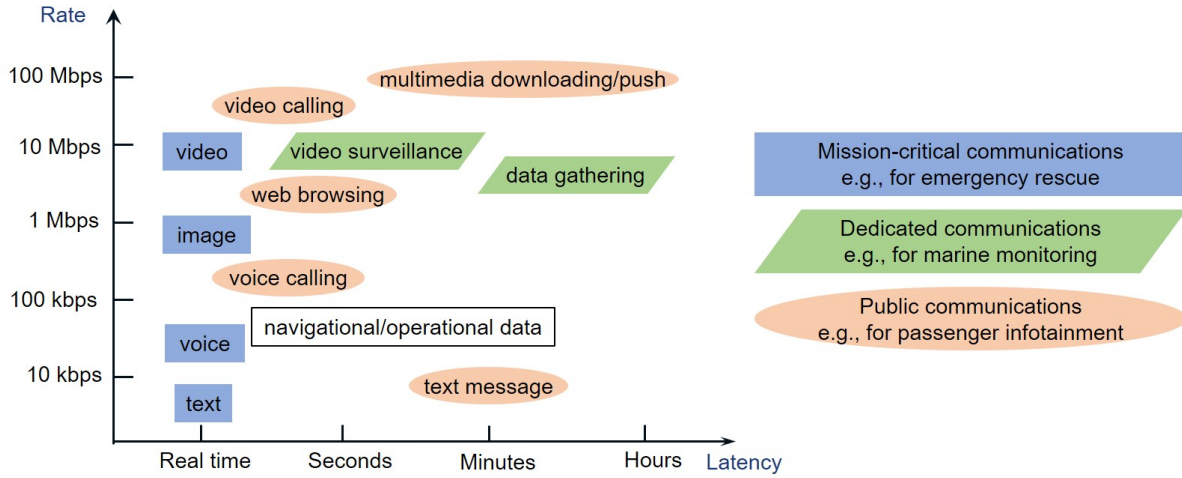 Rate
100 Mbps
multimedia downloading/push
video calling
10 Mbps
video
video surveillance
data gathering
web browsing
1 Mbps
image
voice calling
100 kbps
navigational/operational data
voice
10 kbps
text message
text
Real time
Seconds
Minutes
Hours
Latency
Mission-critical communications
e.g., for emergency rescue
Dedicated communications
e.g., for marine monitoring
Public communications
e.g., for passenger infotainment